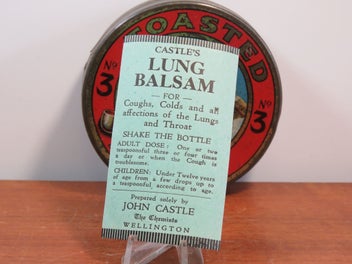 TOASTED
Nº
3
Nº
3
CASTLE'S
LUNG
BALSAM
—FOR—
Coughs, Colds and all
affections of the Lungs
and Throat
SHAKE THE BOTTLE
ADULT DOSE: One or two
teaspoonsful three or four times
a day or when the Cough is
troublesome.
CHILDREN: Under Twelve years
of age from a few drops up to
a teaspoonful, according to age.
Prepared solely by
JOHN CASTLE
The Chemists
WELLINGTON